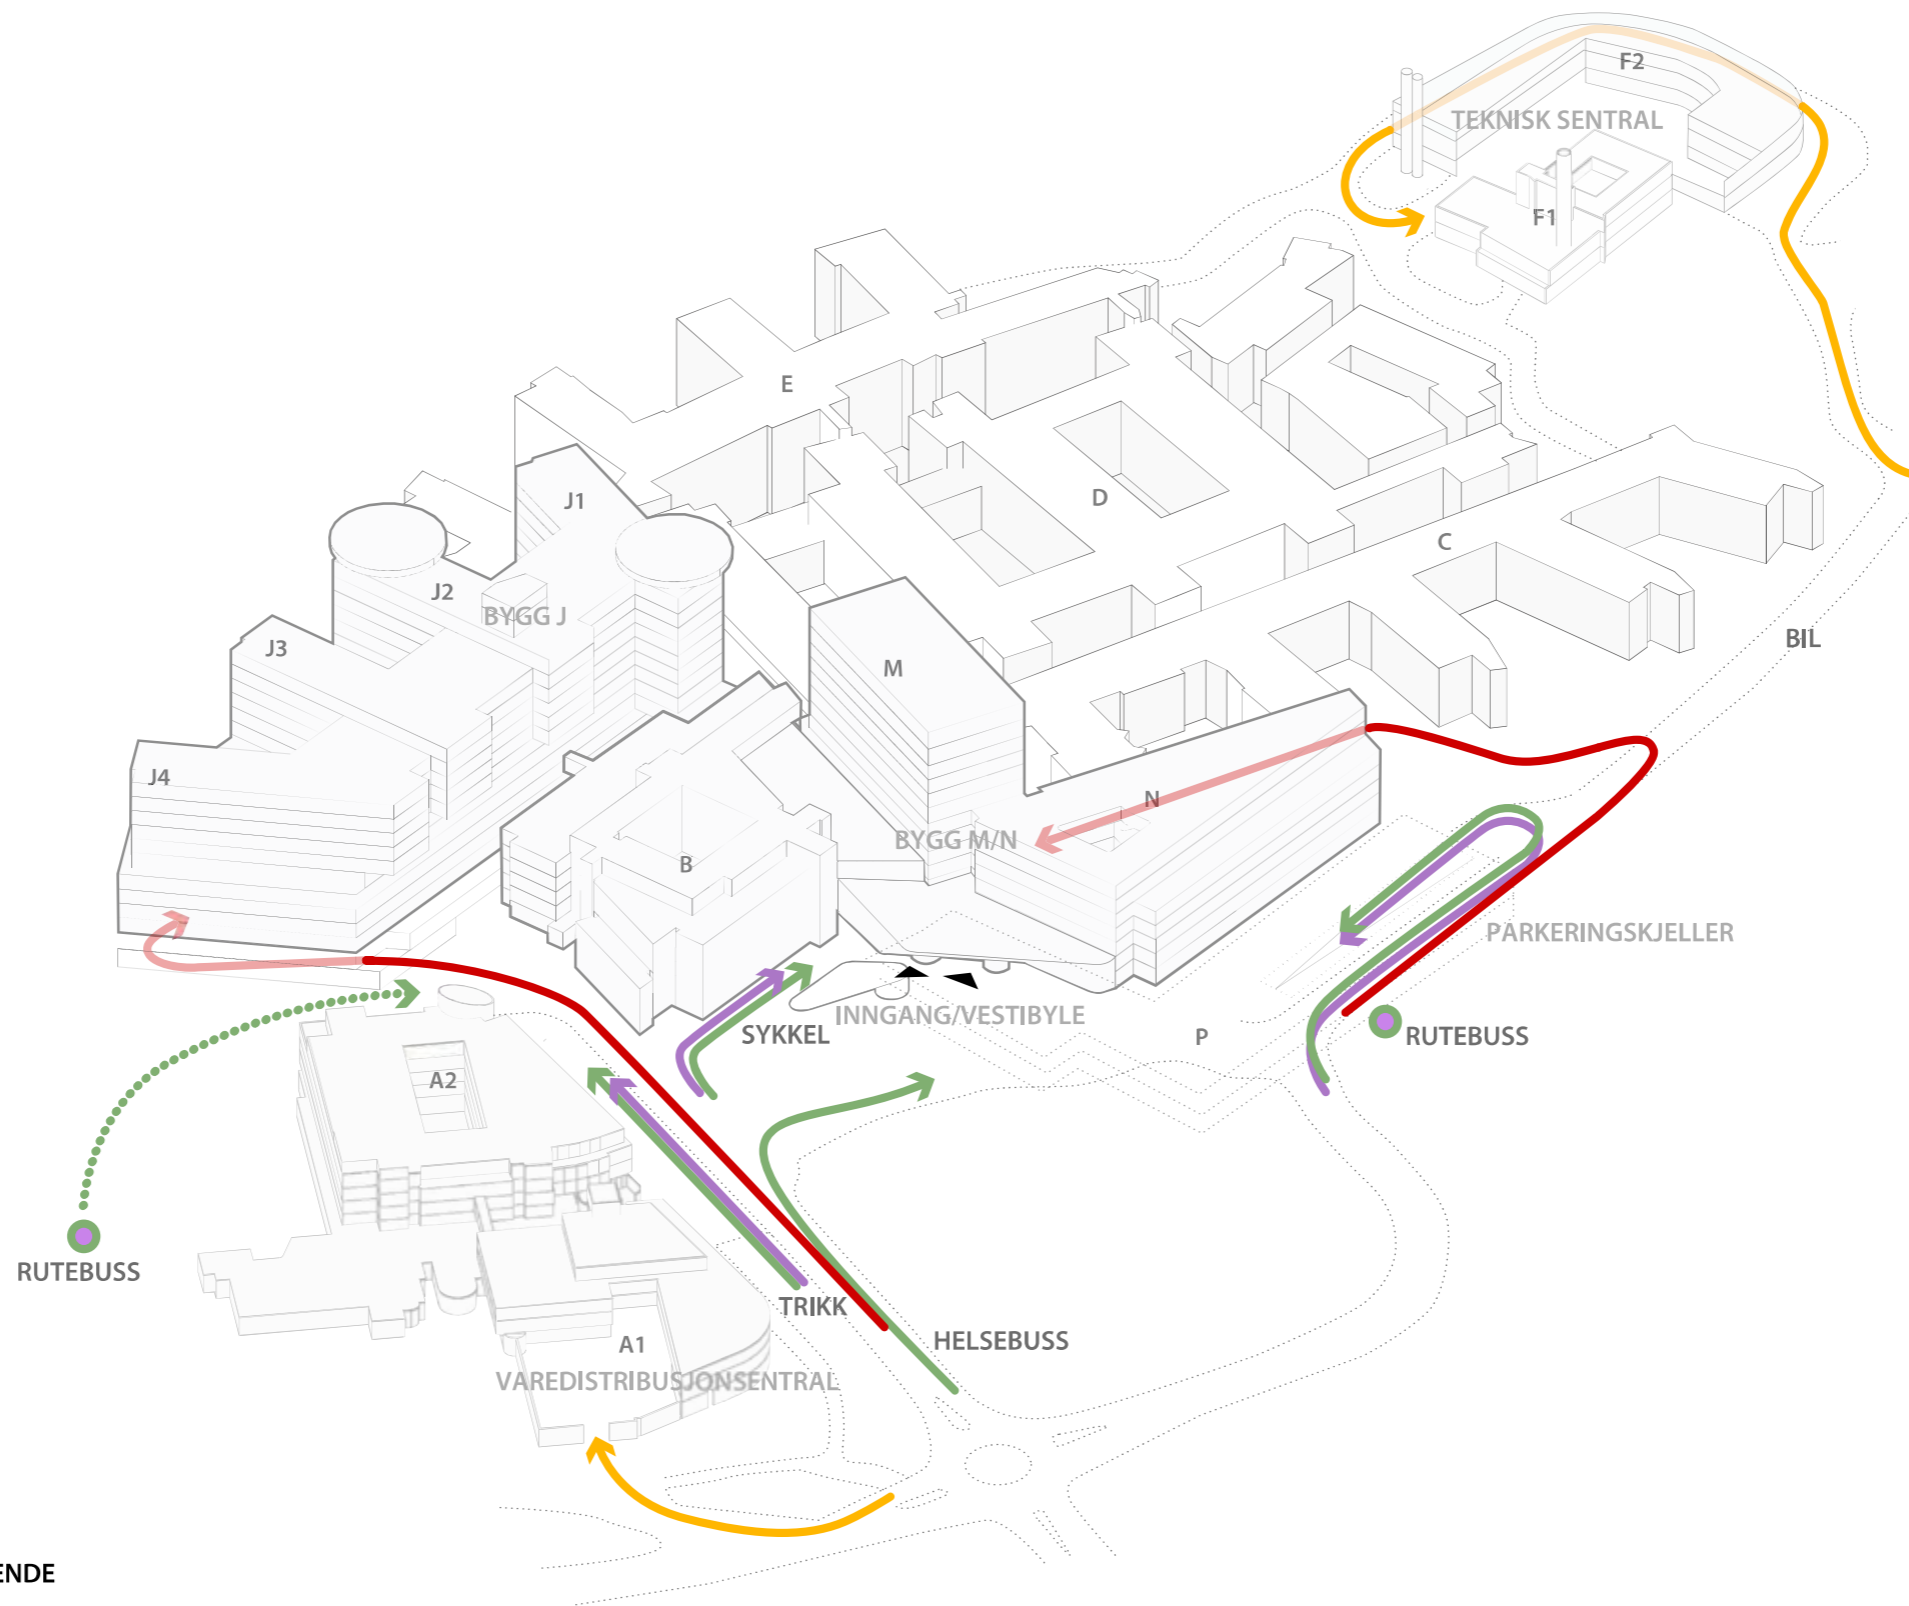 F2
TEKNISK SENTRAL
F1
E
J1
D
C
J2
BYGG J
BIL
J3
M
J4
N
BYGG M/N
B
PARKERINGSKJELLER
INNGANG/VESTIBYLE
SYKKEL
P
RUTEBUSS
A2
RUTEBUSS
TRIKK
HELSEBUSS
A1
VAREDISTRIBUSJONSENTRAL
ENDE